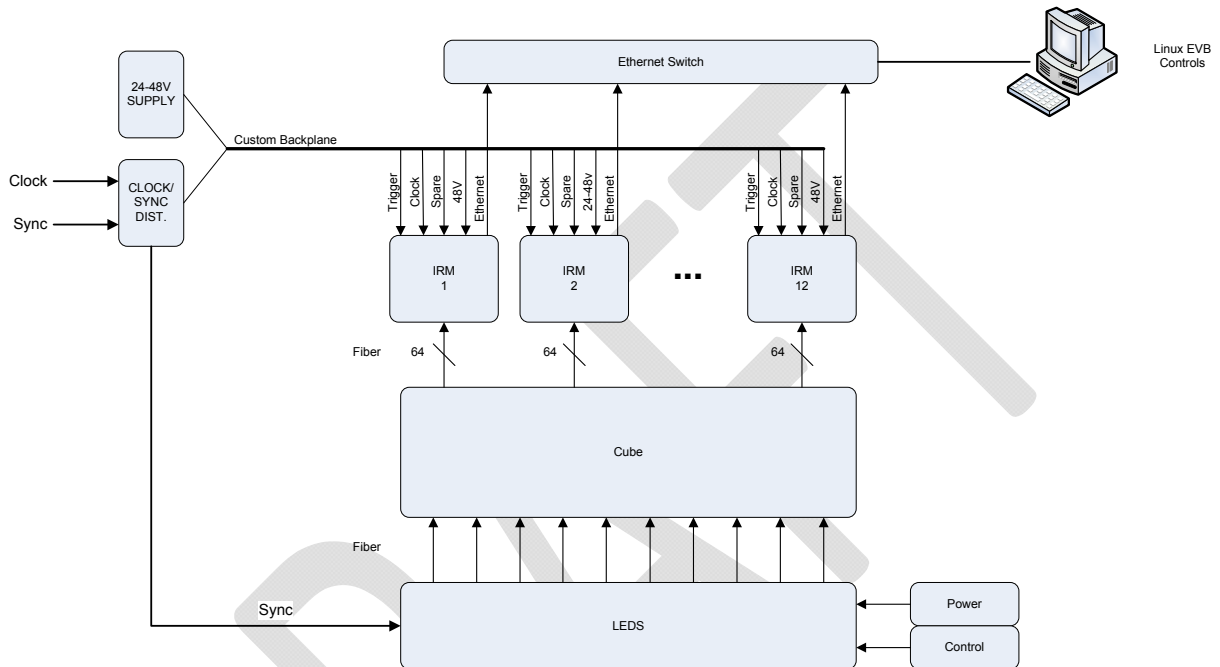 Linux EVB
Controls
Ethernet Switch
24-48V
SUPPLY
Custom Backplane
Clock
Sync
CLOCK/
SYNC
DIST.
Trigger
Clock
Spare
48V
Ethernet
Trigger
Clock
Spare
24-48v
Ethernet
Trigger
Clock
Spare
48V
Ethernet
IRM
1
IRM
2
...
IRM
12
Fiber
64
64
64
Cube
Fiber
Sync
LEDS
Power
Control
DRAFT